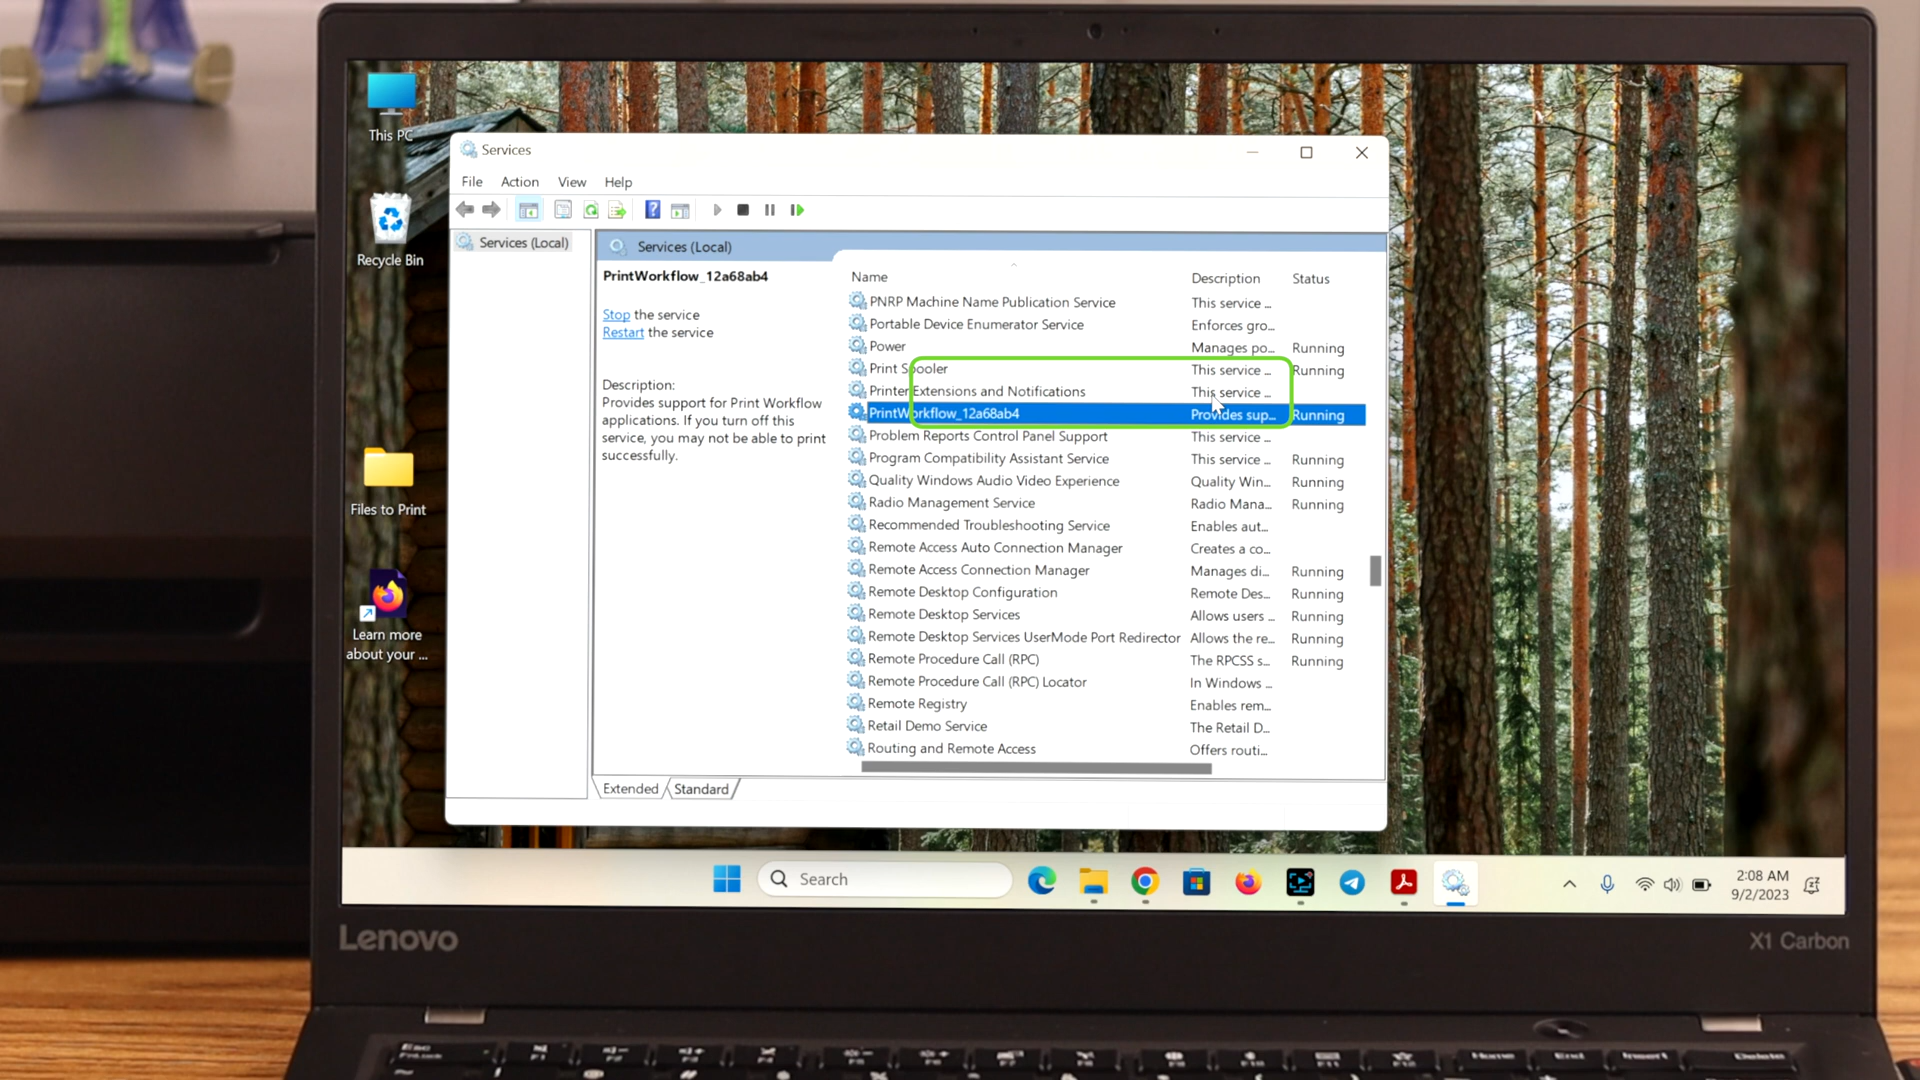 This PC
Recycle Bin
Files to Print
Learn more
about your ...
Services
File Action View Help
Services (Local)
Services (Local)
PrintWorkflow_12a68ab4
Stop the service
Restart the service
Description:
Provides support for Print Workflow
applications. If you turn off this
service, you may not be able to print
successfully.
Name Description Status
PNRP Machine Name Publication Service This service ...
Portable Device Enumerator Service Enforces gro...
Power Manages po... Running
Print Spooler This service ... Running
Printer Extensions and Notifications This service ...
PrintWorkflow_12a68ab4 Provides sup... Running
Problem Reports Control Panel Support This service ...
Program Compatibility Assistant Service This service ... Running
Quality Windows Audio Video Experience Quality Win... Running
Radio Management Service Radio Mana... Running
Recommended Troubleshooting Service Enables aut...
Remote Access Auto Connection Manager Creates a co...
Remote Access Connection Manager Manages di... Running
Remote Desktop Configuration Remote Des... Running
Remote Desktop Services Allows users ... Running
Remote Desktop Services UserMode Port Redirector Allows the re... Running
Remote Procedure Call (RPC) The RPCSS s... Running
Remote Procedure Call (RPC) Locator In Windows ...
Remote Registry Enables rem...
Retail Demo Service The Retail D...
Routing and Remote Access Offers routi...
Extended Standard
Search
2:08 AM
9/2/2023
Lenovo
X1 Carbon
Esc
Home End Insert Delete